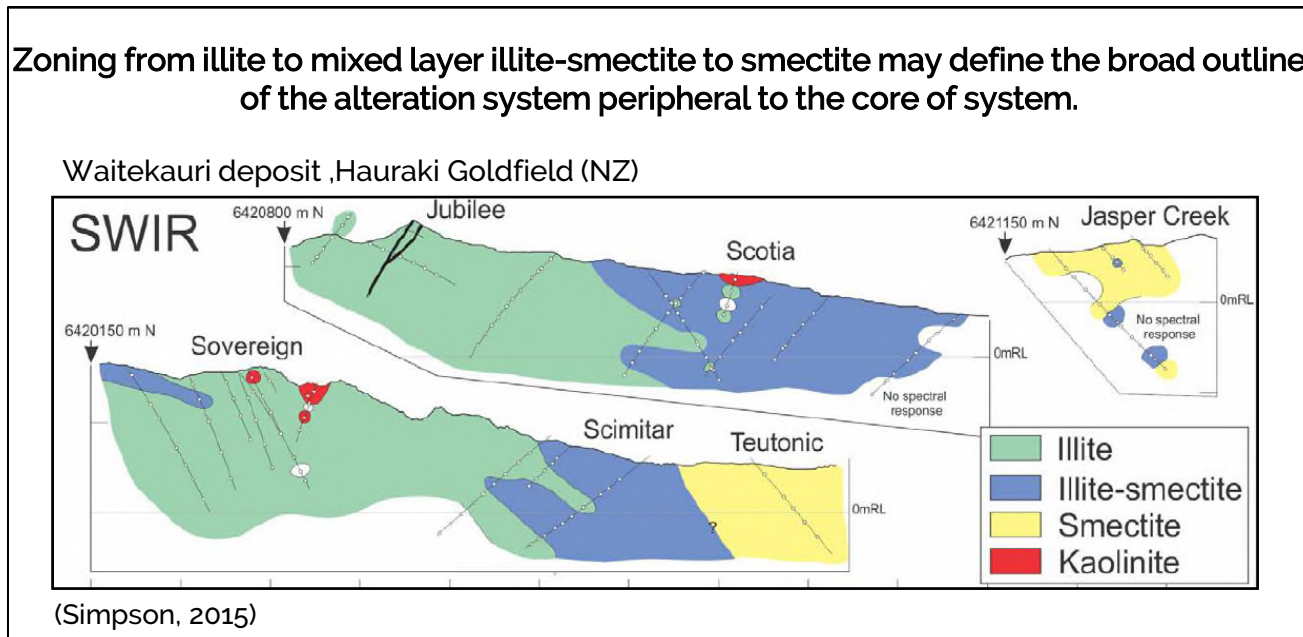 Zoning from illite to mixed layer illite-smectite to smectite may define the broad outline
of the alteration system peripheral to the core of system.
Waitekauri deposit ,Hauraki Goldfield (NZ)
SWIR
6420800 m N
Jubilee
Scotia
6421150 m N
Jasper Creek
0mRL
No spectral
response
6420150 m N
Sovereign
0mRL
No spectral
response
Scimitar
Teutonic
0mRL
?
Illite
Illite-smectite
Smectite
Kaolinite
(Simpson, 2015)